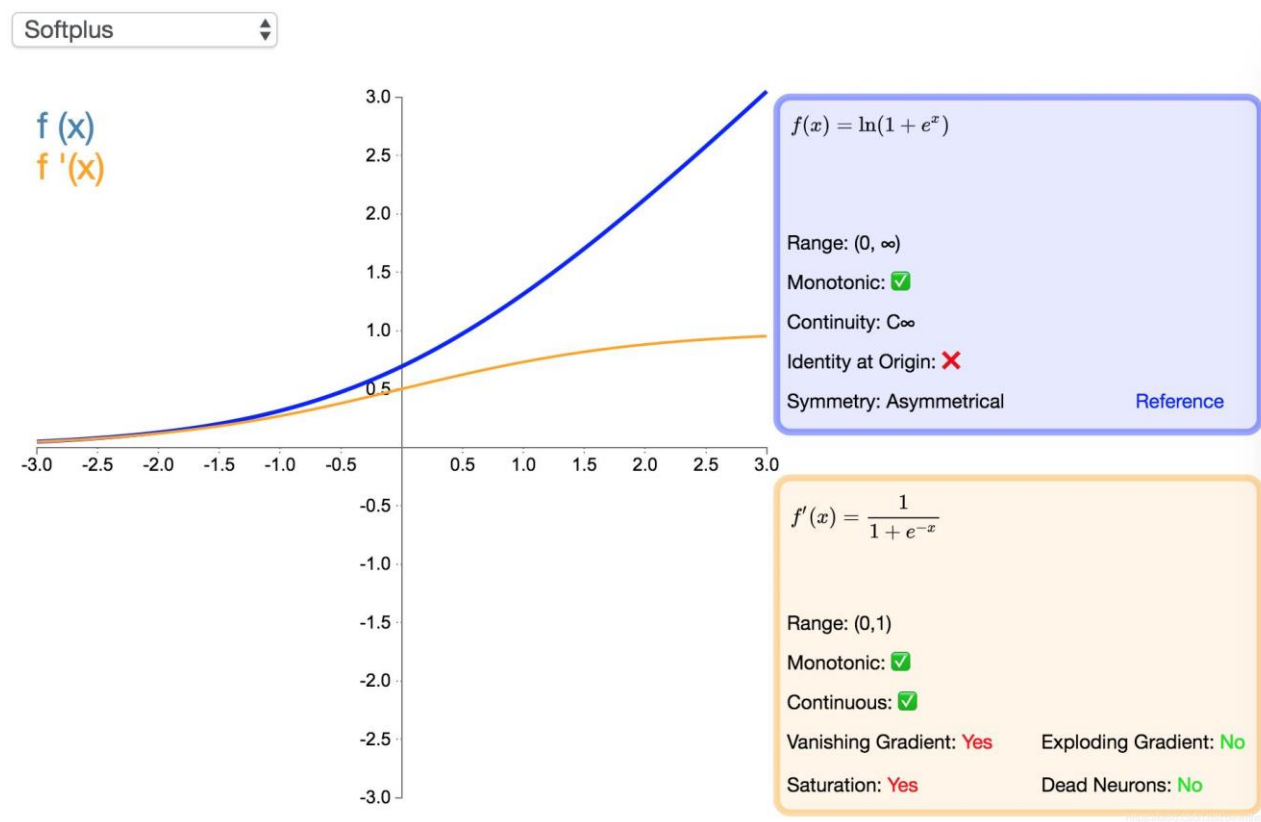 Softplus
f (x)
f '(x)
3.0
2.5
2.0
1.5
1.0
0.5
-3.0 -2.5 -2.0 -1.5 -1.0 -0.5 0.5 1.0 1.5 2.0 2.5 3.0
-0.5
-1.0
-1.5
-2.0
-2.5
-3.0
f(x) = ln(1 + e^x)
Range: (0, ∞)
Monotonic: ✅
Continuity: C∞
Identity at Origin: ❌
Symmetry: Asymmetrical Reference
f′(x) = 1 / (1 + e^−x)
Range: (0,1)
Monotonic: ✅
Continuous: ✅
Vanishing Gradient: Yes Exploding Gradient: No
Saturation: Yes Dead Neurons: No